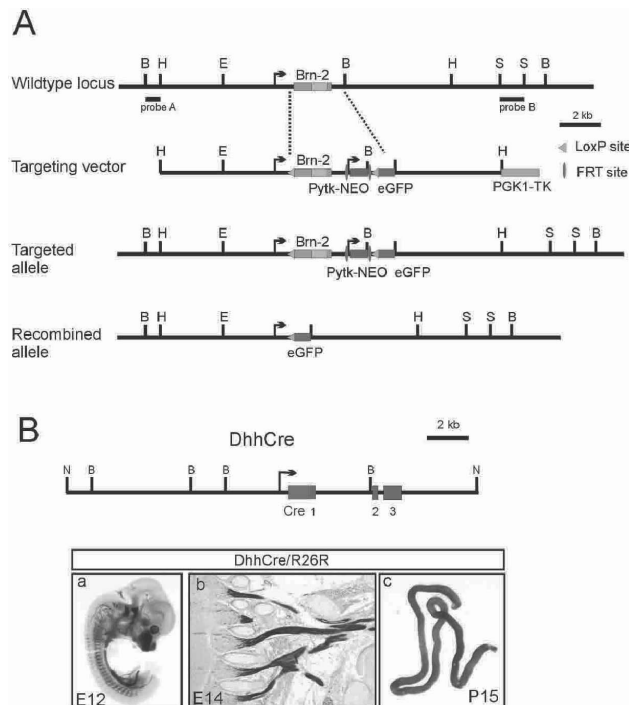 A
B H E Brn-2 B H S S B
Wildtype locus
probe A probe B
2 kb
LoxP site
H E Brn-2 B H
Targeting vector
FRT site
Pytk-NEO eGFP PGK1-TK
B H E Brn-2 B H S S B
Targeted
allele
Pytk-NEO eGFP
B H E H S S B
Recombined
allele
eGFP
B
2 kb
DhhCre
N B B B B N
Cre 1 2 3
DhhCre/R26R
a b c
E12 E14 P15